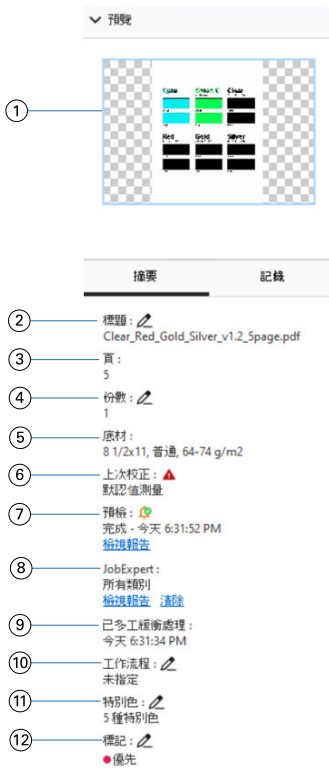 預覽
①
Clear
Red Gold Silver
摘要 記錄
② 標題：
Clear_Red_Gold_Silver_v1.2_5page.pdf
③ 頁：
5
④ 份數：
1
⑤ 底材：
8 1/2x11, 普通, 64-74 g/m2
⑥ 上次校正：
默認值測量
⑦ 預檢：
完成 - 今天 6:31:52 PM
檢視報告
⑧ JobExpert：
所有類別
檢視報告 清除
⑨ 已多工緩衝處理：
今天 6:31:34 PM
⑩ 工作流程：
未指定
⑪ 特別色：
5 種特別色
⑫ 標記：
優先